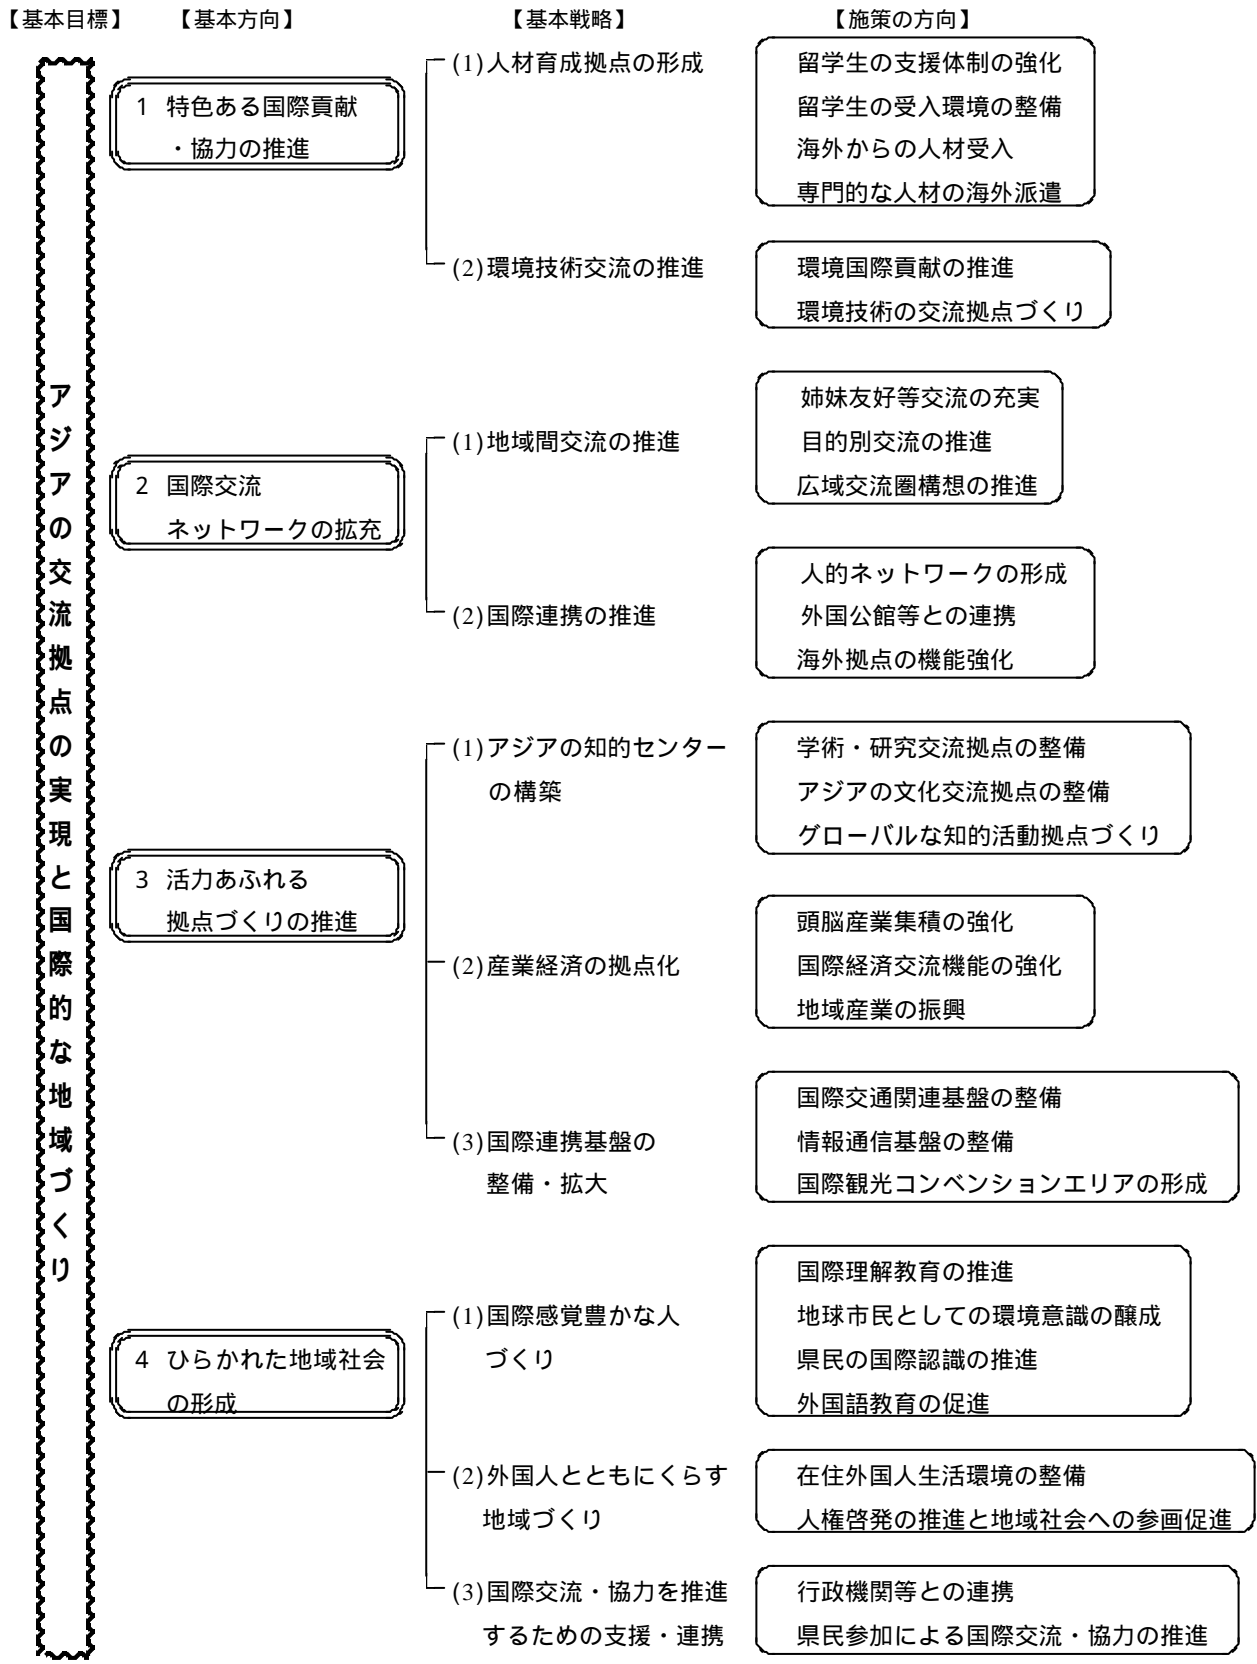 【基本目標】 【基本方向】 【基本戦略】 【施策の方向】
アジアの交流拠点の実現と国際的な地域づくり
1 特色ある国際貢献
・協力の推進
(1)人材育成拠点の形成
留学生の支援体制の強化
留学生の受入環境の整備
海外からの人材受入
専門的な人材の海外派遣
(2)環境技術交流の推進
環境国際貢献の推進
環境技術の交流拠点づくり
2 国際交流
ネットワークの拡充
(1)地域間交流の推進
姉妹友好等交流の充実
目的別交流の推進
広域交流圏構想の推進
(2)国際連携の推進
人的ネットワークの形成
外国公館等との連携
海外拠点の機能強化
3 活力あふれる
拠点づくりの推進
(1)アジアの知的センター
の構築
学術・研究交流拠点の整備
アジアの文化交流拠点の整備
グローバルな知的活動拠点づくり
(2)産業経済の拠点化
頭脳産業集積の強化
国際経済交流機能の強化
地域産業の振興
(3)国際連携基盤の
整備・拡大
国際交通関連基盤の整備
情報通信基盤の整備
国際観光コンベンションエリアの形成
4 ひらかれた地域社会
の形成
(1)国際感覚豊かな人
づくり
国際理解教育の推進
地球市民としての環境意識の醸成
県民の国際認識の推進
外国語教育の促進
(2)外国人とともにくらす
地域づくり
在住外国人生活環境の整備
人権啓発の推進と地域社会への参画促進
(3)国際交流・協力を推進
するための支援・連携
行政機関等との連携
県民参加による国際交流・協力の推進